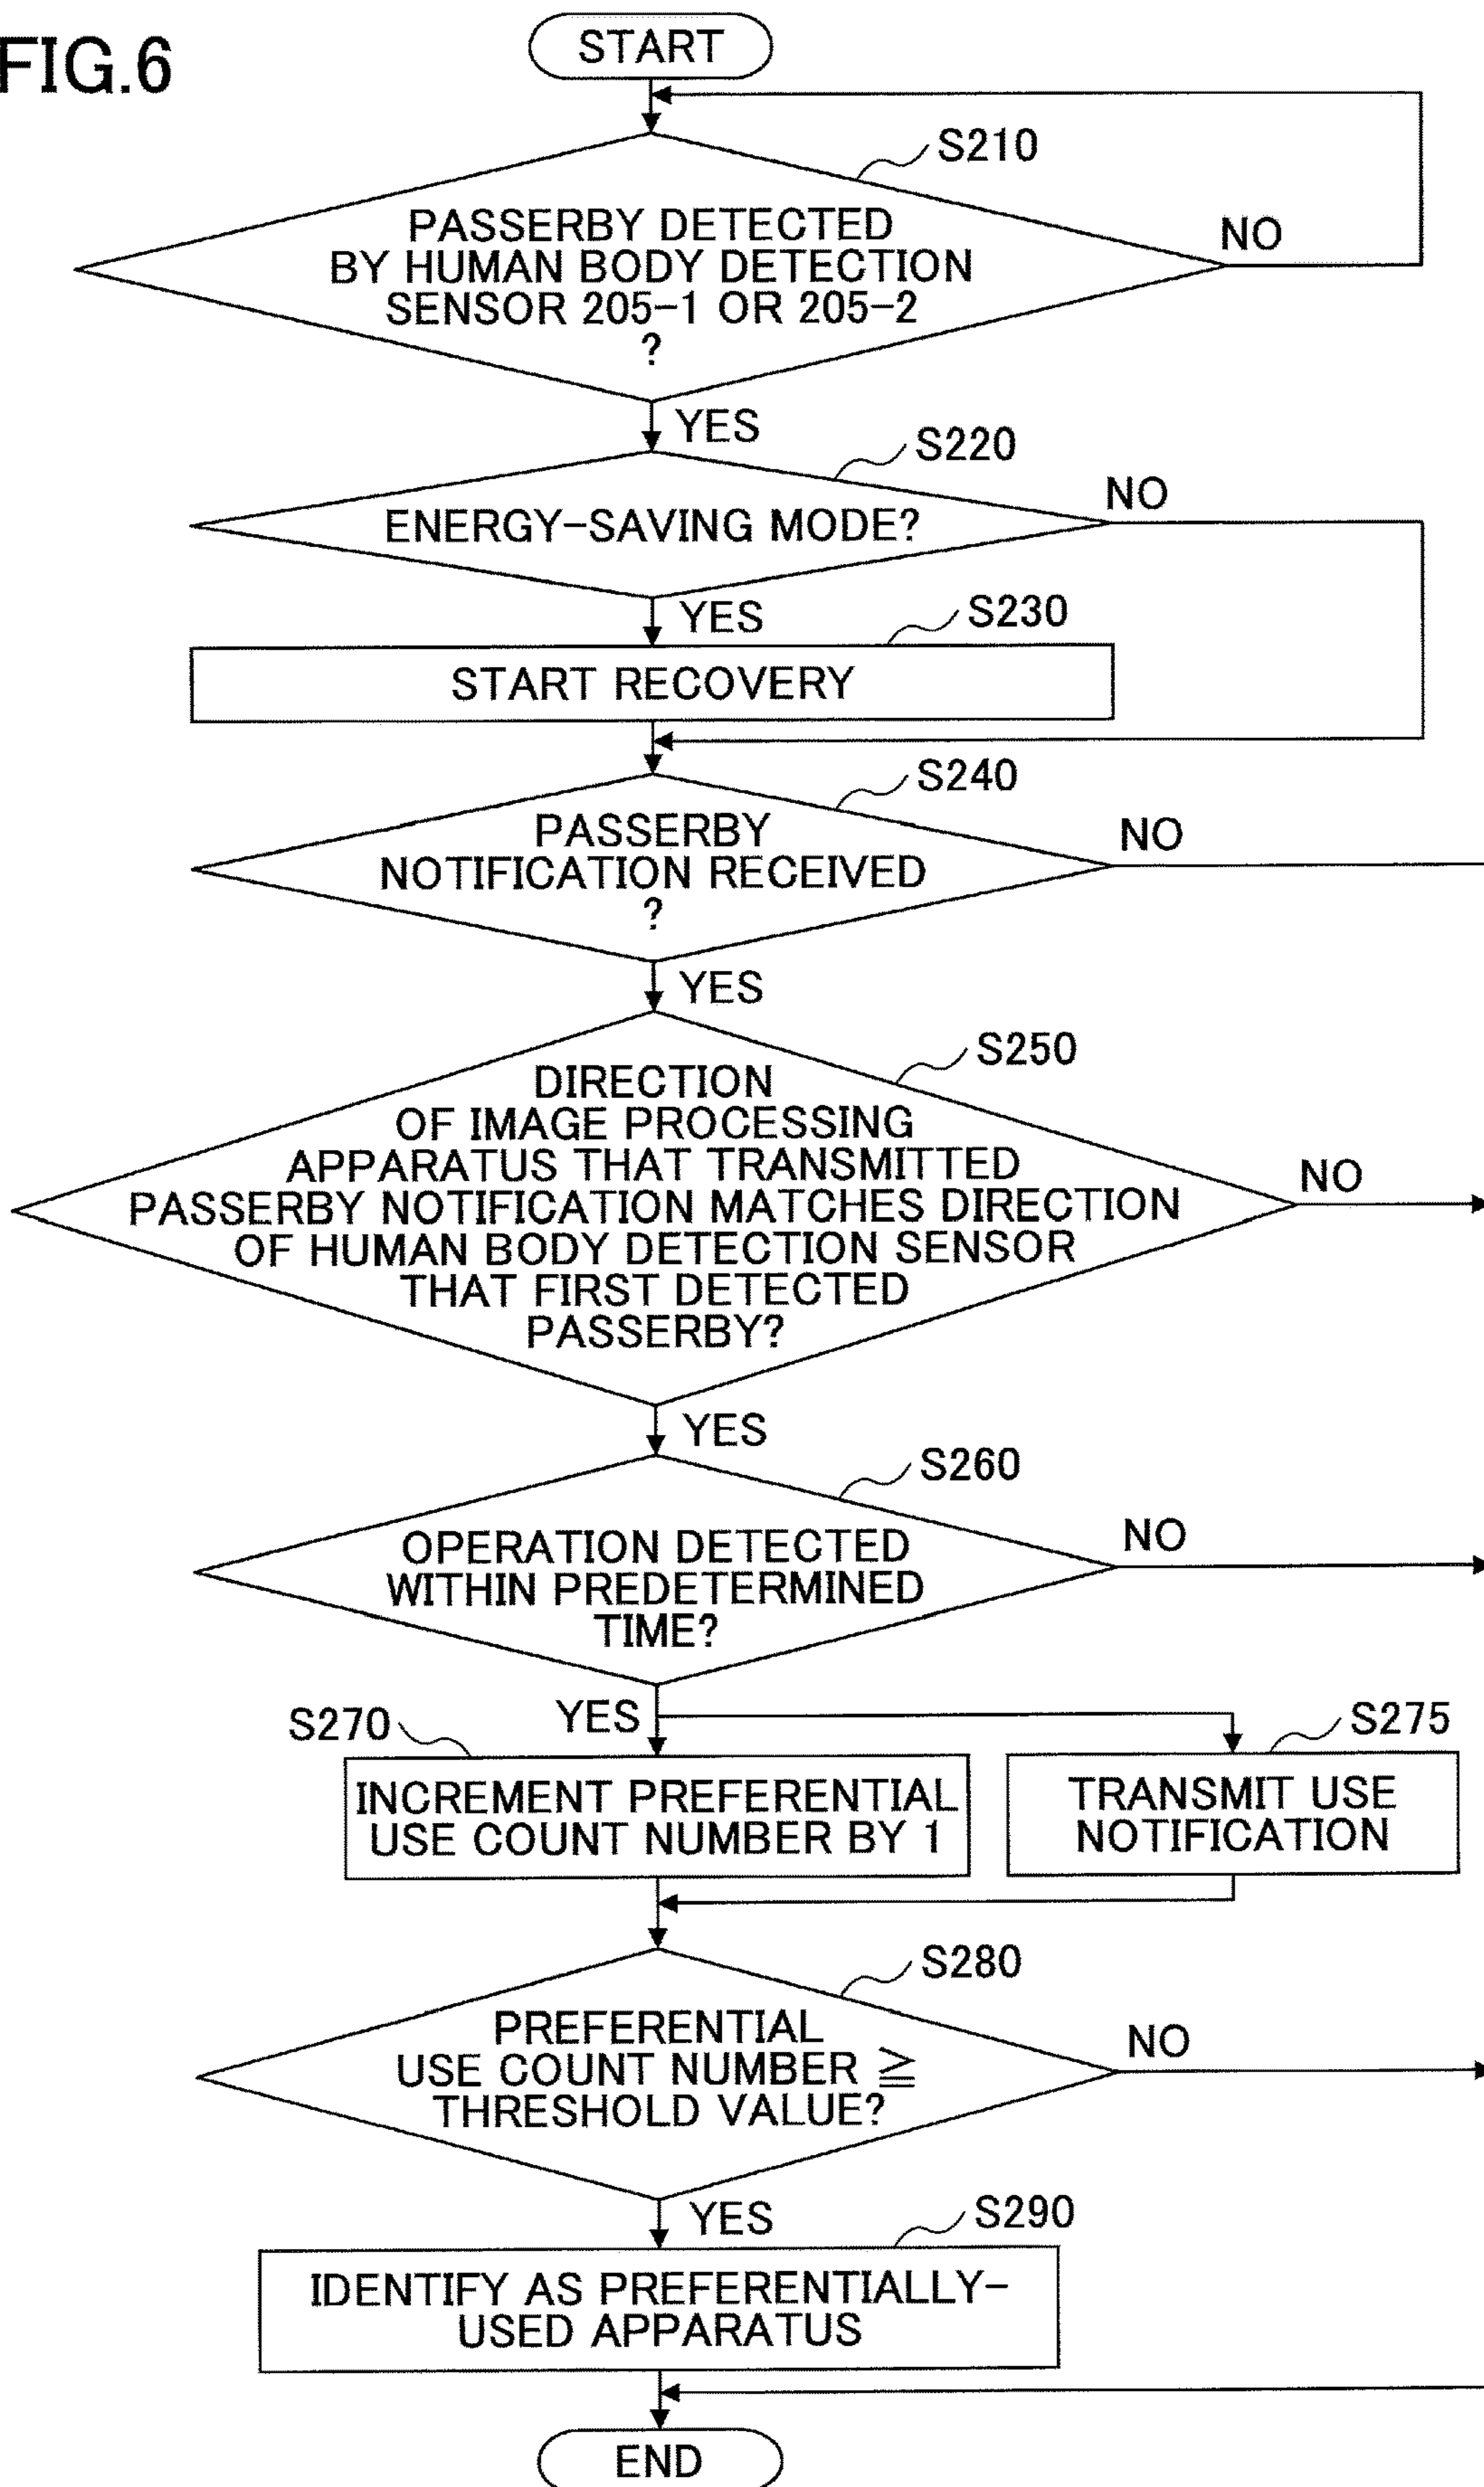 FIG.6
START
S210
PASSERBY DETECTED
BY HUMAN BODY DETECTION
SENSOR 205-1 OR 205-2
?
NO
YES
S220
ENERGY-SAVING MODE?
NO
YES
S230
START RECOVERY
S240
PASSERBY
NOTIFICATION RECEIVED
?
NO
YES
S250
DIRECTION
OF IMAGE PROCESSING
APPARATUS THAT TRANSMITTED
PASSERBY NOTIFICATION MATCHES DIRECTION
OF HUMAN BODY DETECTION SENSOR
THAT FIRST DETECTED
PASSERBY?
NO
YES
S260
OPERATION DETECTED
WITHIN PREDETERMINED
TIME?
NO
YES
S270
INCREMENT PREFERENTIAL
USE COUNT NUMBER BY 1
S275
TRANSMIT USE
NOTIFICATION
S280
PREFERENTIAL
USE COUNT NUMBER ≧
THRESHOLD VALUE?
NO
YES
S290
IDENTIFY AS PREFERENTIALLY-
USED APPARATUS
END